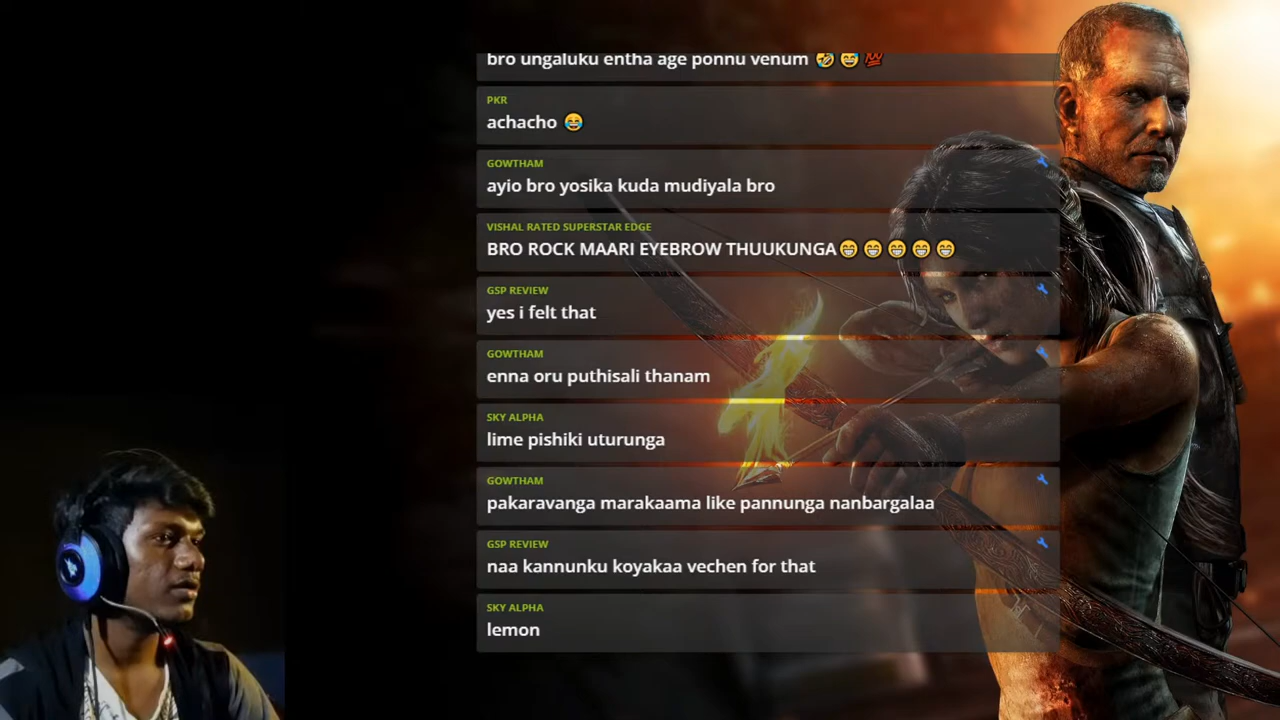 bro ungaluku entha age ponnu venum 🤣 😅 💯
PKR
achacho 😂
GOWTHAM
ayio bro yosika kuda mudiyala bro
VISHAL RATED SUPERSTAR EDGE
BRO ROCK MAARI EYEBROW THUUKUNGA😁 😁 😁 😁 😁
GSP REVIEW
yes i felt that
GOWTHAM
enna oru puthisali thanam
SKY ALPHA
lime pishiki uturunga
GOWTHAM
pakaravanga marakaama like pannunga nanbargalaa
GSP REVIEW
naa kannunku koyakaa vechen for that
SKY ALPHA
lemon